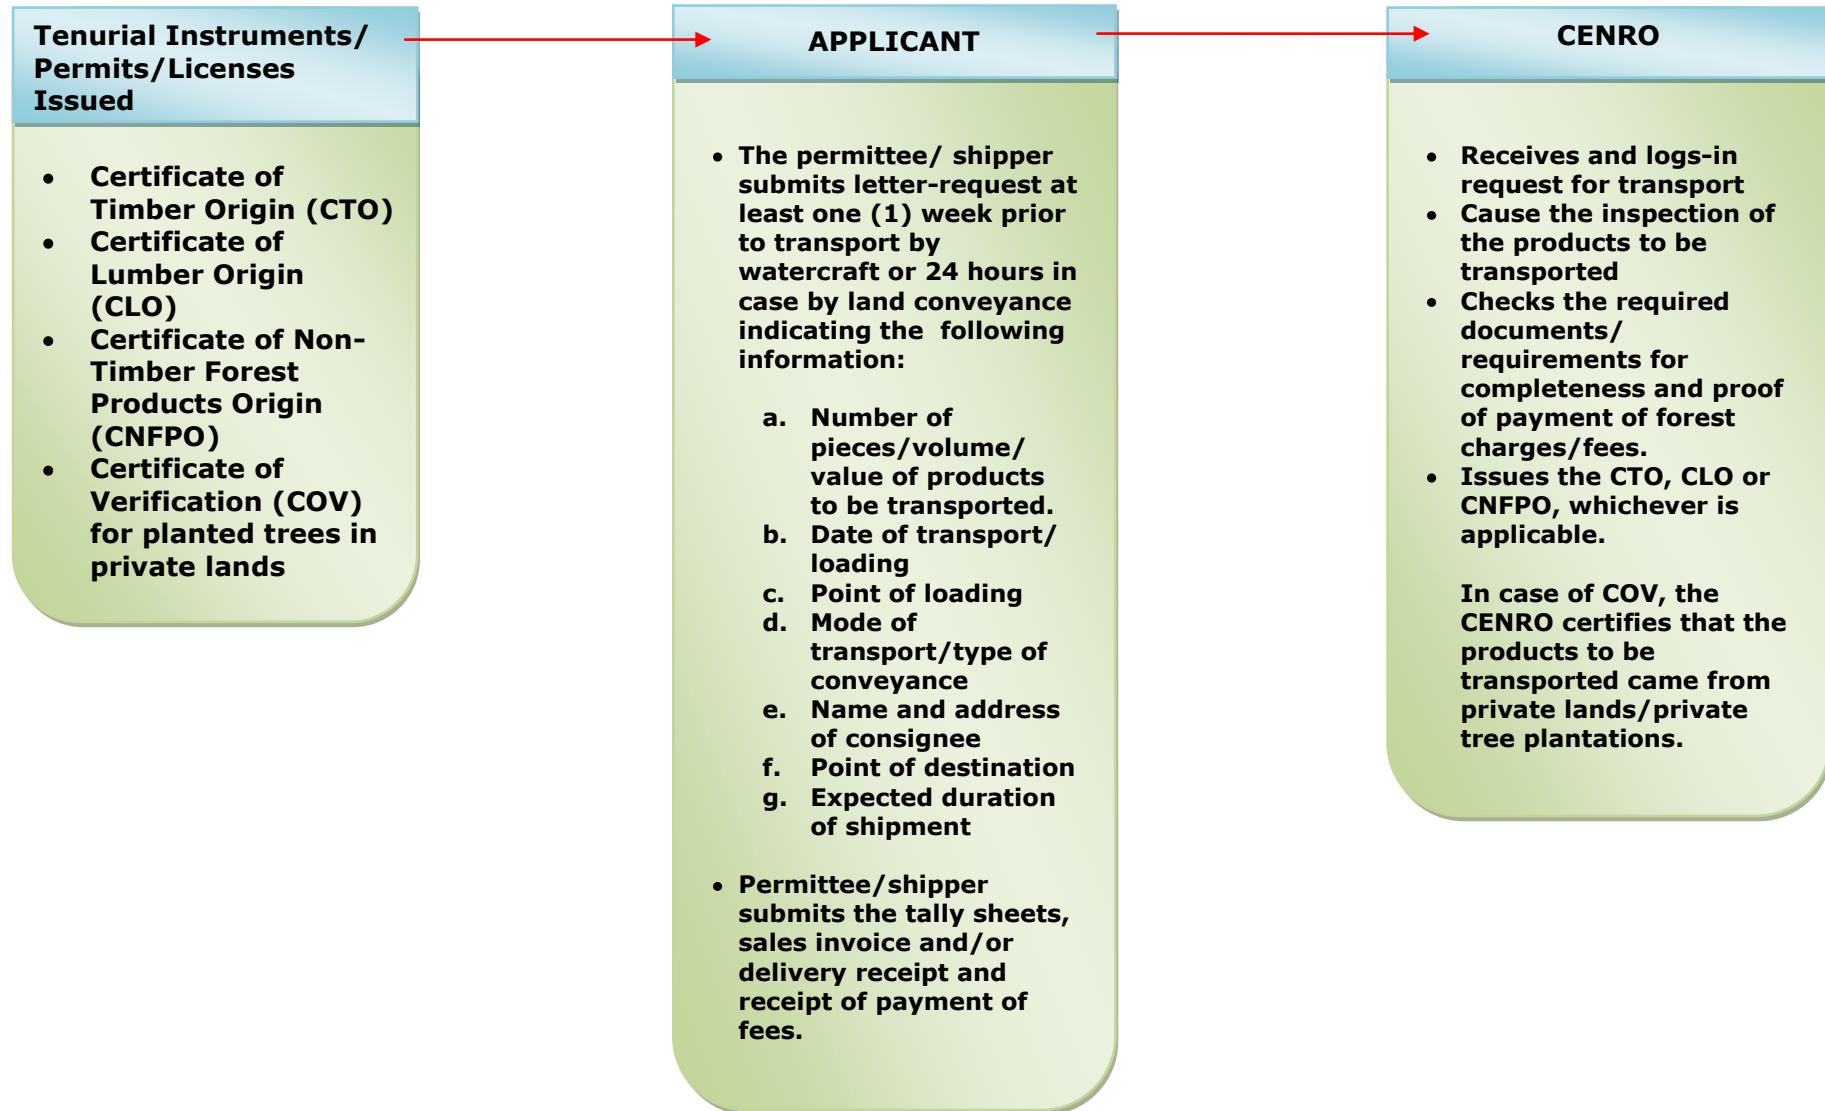 Tenurial Instruments/
Permits/Licenses
Issued
• Certificate of
Timber Origin (CTO)
• Certificate of
Lumber Origin
(CLO)
• Certificate of Non-
Timber Forest
Products Origin
(CNFPO)
• Certificate of
Verification (COV)
for planted trees in
private lands
APPLICANT
• The permittee/ shipper
submits letter-request at
least one (1) week prior
to transport by
watercraft or 24 hours in
case by land conveyance
indicating the following
information:
a. Number of
pieces/volume/
value of products
to be transported.
b. Date of transport/
loading
c. Point of loading
d. Mode of
transport/type of
conveyance
e. Name and address
of consignee
f. Point of destination
g. Expected duration
of shipment
• Permittee/shipper
submits the tally sheets,
sales invoice and/or
delivery receipt and
receipt of payment of
fees.
CENRO
• Receives and logs-in
request for transport
• Cause the inspection of
the products to be
transported
• Checks the required
documents/
requirements for
completeness and proof
of payment of forest
charges/fees.
• Issues the CTO, CLO or
CNFPO, whichever is
applicable.
In case of COV, the
CENRO certifies that the
products to be
transported came from
private lands/private
tree plantations.